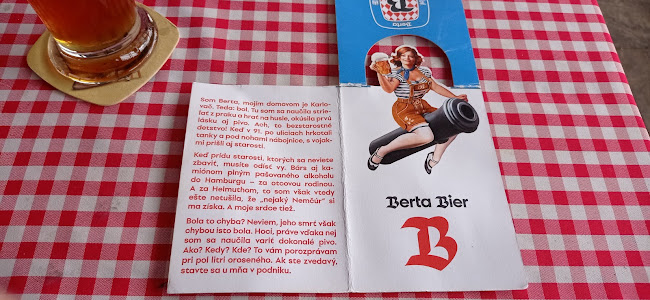 Berta
B
Som Berta, mojím domovom je Karlo-
vač. Teda: bol. Tu som sa naučila strie-
ľať z praku a hrať na husle, okúsila prvú
lásku aj pivo. Ach, to bezstarostné
detstvo! Keď v 91. po uliciach hrkotali
tanky a pod nohami nábojnice, s vojak-
mi prišli aj starosti.
Keď prídu starosti, ktorých sa neviete
zbaviť, musíte odísť vy. Bárs aj ka-
miónom plným pašovaného alkoholu
do Hamburgu – za otcovou rodinou.
A za Helmuthom, to som však vtedy
ešte netušila, že „nejaký Nemčúr“ si
ma získa. A moje srdce tiež.
Bola to chyba? Neviem, jeho smrť však
chybou isto bola. Hoci, práve vďaka nej
som sa naučila variť dokonalé pivo.
Ako? Kedy? Kde? To vám porozprávam
pri pol litri oroseného. Ak ste zvedavý,
stavte sa u mňa v podniku.
Berta Bier
B